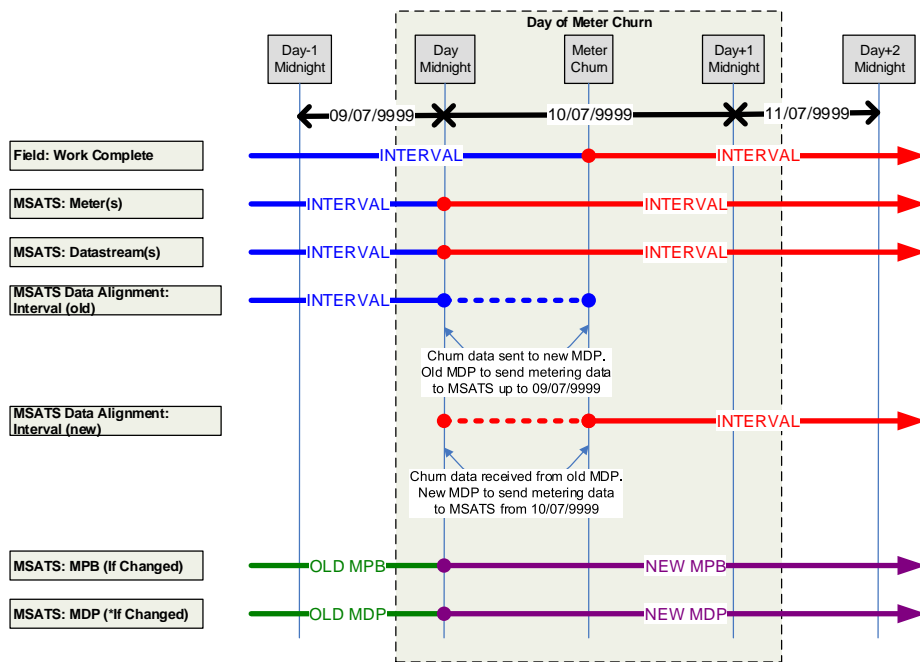 Day of Meter Churn
Day-1
Midnight
Day
Midnight
Meter
Churn
Day+1
Midnight
Day+2
Midnight
09/07/9999
10/07/9999
11/07/9999
Field: Work Complete
INTERVAL
INTERVAL
MSATS: Meter(s)
INTERVAL
INTERVAL
MSATS: Datastream(s)
INTERVAL
INTERVAL
MSATS Data Alignment:
Interval (old)
INTERVAL
Churn data sent to new MDP.
Old MDP to send metering data
to MSATS up to 09/07/9999
MSATS Data Alignment:
Interval (new)
INTERVAL
Churn data received from old MDP.
New MDP to send metering data
to MSATS from 10/07/9999
MSATS: MPB (If Changed)
OLD MPB
NEW MPB
MSATS: MDP (*If Changed)
OLD MDP
NEW MDP